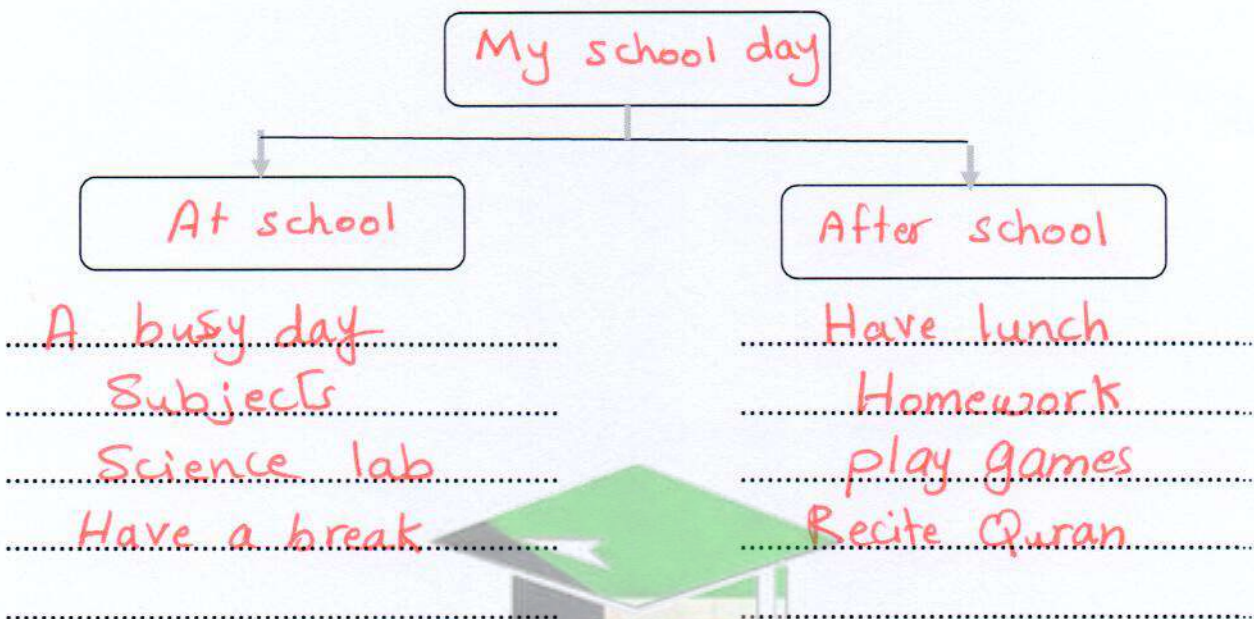 My school day
At school
After school
A busy day
Subjects
Science lab
Have a break
Have lunch
Homework
play games
Recite Quran